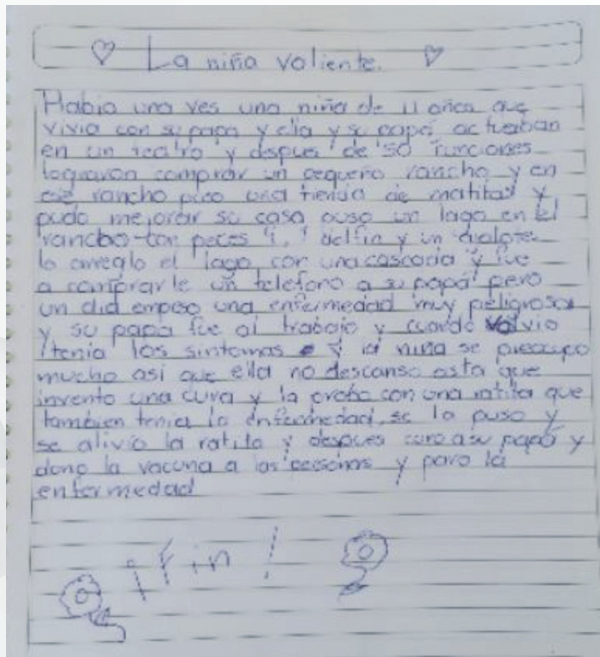 La niña valiente.
Habia una ves una niña de 11 años que
vivia con su papa y ella y su papá actuaban
en un teatro y despues de 50 funciones
lograron comprar un pequeño rancho y en
ese rancho puso una tienda de matitas y
pudo mejorar su casa puso un lago en el
rancho con peces 1 delfin y un
lo arreglo el lago con una cascada y fue
a comprarle un telefono a su papá pero
un dia empeso una enfermedad muy peligrosa
y su papa fue al trabajo y cuando volvio
tenia los sintomas y la niña se preocupo
mucho asi que ella no descanso asta que
invento una cura y la probo con una ratita que
tambien tenia la enfermedad, se la puso y
se alivio la ratita y despues curo a su papá y
dono la vacuna a las personas y paro la
enfermedad
¡Fin!